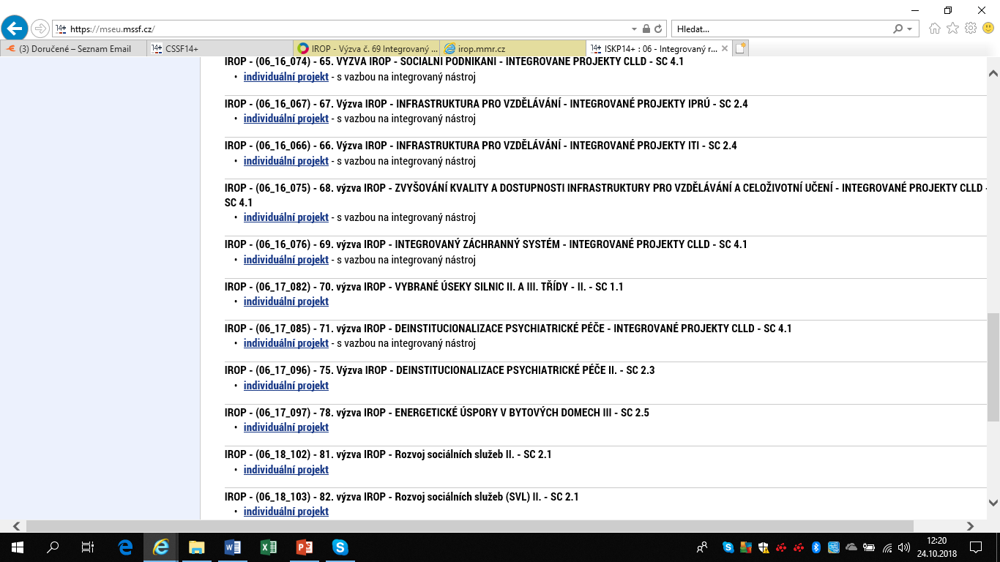 https://mseu.mssf.cz/
Hledat...
(3) Doručené – Seznam Email
CSSF14+
IROP - Výzva č. 69 Integrovaný ...
irop.mmr.cz
ISKP14+ : 06 - Integrovaný r...
IROP - (06_16_074) - 65. VÝZVA IROP - SOCIÁLNÍ PODNIKÁNÍ - INTEGROVANÉ PROJEKTY CLLD - SC 4.1
• individuální projekt - s vazbou na integrovaný nástroj
IROP - (06_16_067) - 67. Výzva IROP - INFRASTRUKTURA PRO VZDĚLÁVÁNÍ - INTEGROVANÉ PROJEKTY IPRÚ - SC 2.4
• individuální projekt - s vazbou na integrovaný nástroj
IROP - (06_16_066) - 66. Výzva IROP - INFRASTRUKTURA PRO VZDĚLÁVÁNÍ - INTEGROVANÉ PROJEKTY ITI - SC 2.4
• individuální projekt - s vazbou na integrovaný nástroj
IROP - (06_16_075) - 68. výzva IROP - ZVYŠOVÁNÍ KVALITY A DOSTUPNOSTI INFRASTRUKTURY PRO VZDĚLÁVÁNÍ A CELOŽIVOTNÍ UČENÍ - INTEGROVANÉ PROJEKTY CLLD -
SC 4.1
• individuální projekt - s vazbou na integrovaný nástroj
IROP - (06_16_076) - 69. výzva IROP - INTEGROVANÝ ZÁCHRANNÝ SYSTÉM - INTEGROVANÉ PROJEKTY CLLD - SC 4.1
• individuální projekt - s vazbou na integrovaný nástroj
IROP - (06_17_082) - 70. výzva IROP - VYBRANÉ ÚSEKY SILNIC II. A III. TŘÍDY - II. - SC 1.1
• individuální projekt
IROP - (06_17_085) - 71. výzva IROP - DEINSTITUCIONALIZACE PSYCHIATRICKÉ PÉČE - INTEGROVANÉ PROJEKTY CLLD - SC 4.1
• individuální projekt - s vazbou na integrovaný nástroj
IROP - (06_17_096) - 75. Výzva IROP - DEINSTITUCIONALIZACE PSYCHIATRICKÉ PÉČE II. - SC 2.3
• individuální projekt
IROP - (06_17_097) - 78. výzva IROP - ENERGETICKÉ ÚSPORY V BYTOVÝCH DOMECH III - SC 2.5
• individuální projekt
IROP - (06_18_102) - 81. výzva IROP - Rozvoj sociálních služeb II. - SC 2.1
• individuální projekt
IROP - (06_18_103) - 82. výzva IROP - Rozvoj sociálních služeb (SVL) II. - SC 2.1
• individuální projekt
12:20
24.10.2018